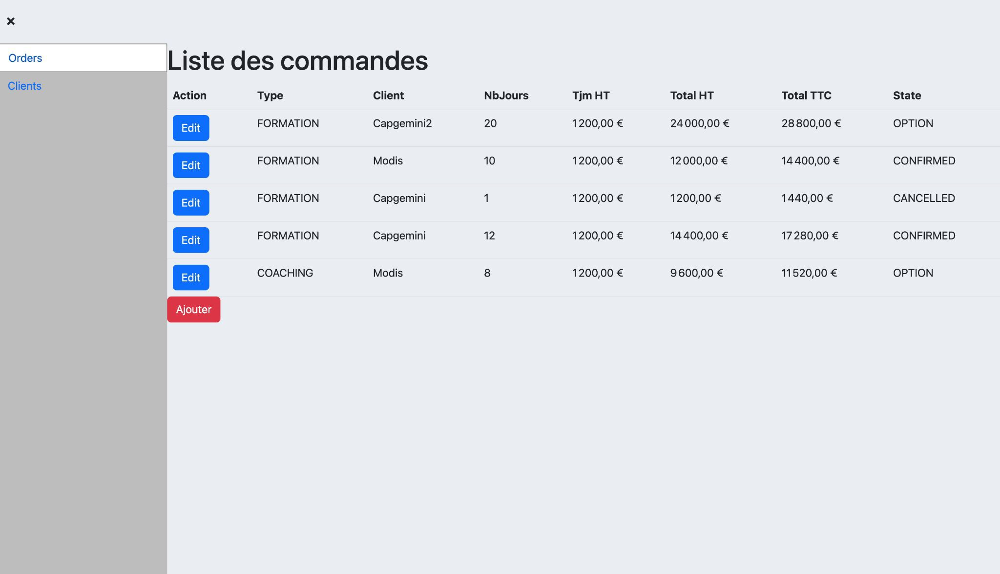 Orders
Clients
Liste des commandes
Action Type Client NbJours Tjm HT Total HT Total TTC State
Edit FORMATION Capgemini2 20 1 200,00 € 24 000,00 € 28 800,00 € OPTION
Edit FORMATION Modis 10 1 200,00 € 12 000,00 € 14 400,00 € CONFIRMED
Edit FORMATION Capgemini 1 1 200,00 € 1 200,00 € 1 440,00 € CANCELLED
Edit FORMATION Capgemini 12 1 200,00 € 14 400,00 € 17 280,00 € CONFIRMED
Edit COACHING Modis 8 1 200,00 € 9 600,00 € 11 520,00 € OPTION
Ajouter